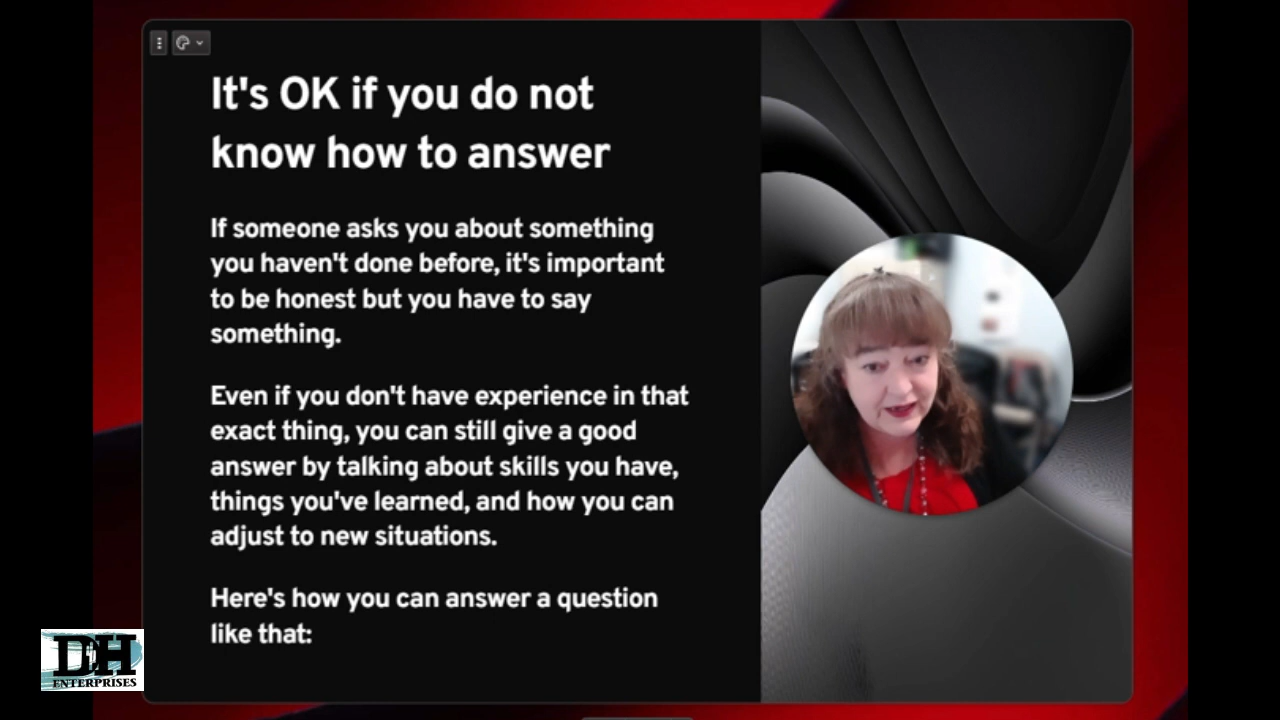 It's OK if you do not
know how to answer
If someone asks you about something
you haven't done before, it's important
to be honest but you have to say
something.
Even if you don't have experience in that
exact thing, you can still give a good
answer by talking about skills you have,
things you've learned, and how you can
adjust to new situations.
Here's how you can answer a question
like that:
DH
ENTERPRISES